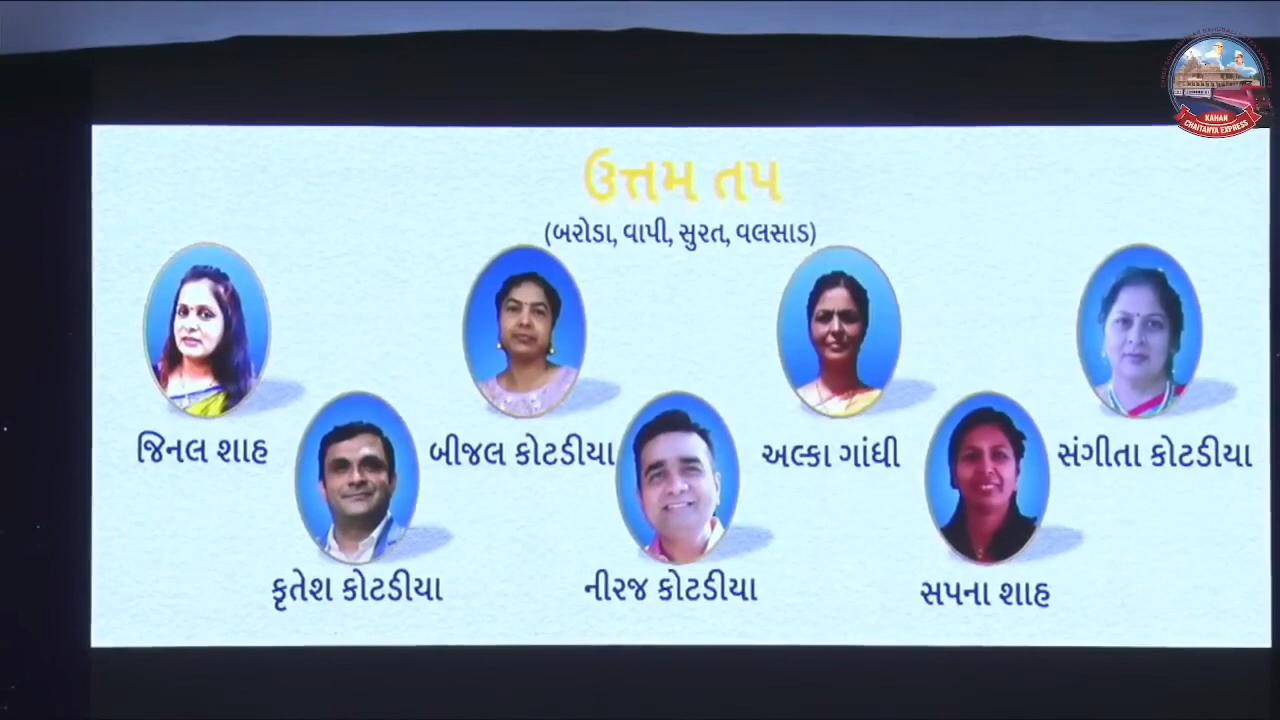 KAHAN
CHAITANYA EXPRESS
ઉત્તમ તપ
(બરોડા, વાપી, સુરત, વલસાડ)
જિનલ શાહ
બીજલ કોટડીયા
અલ્કા ગાંધી
સંગીતા કોટડીયા
કૃતેશ કોટડીયા
નીરજ કોટડીયા
સપના શાહ